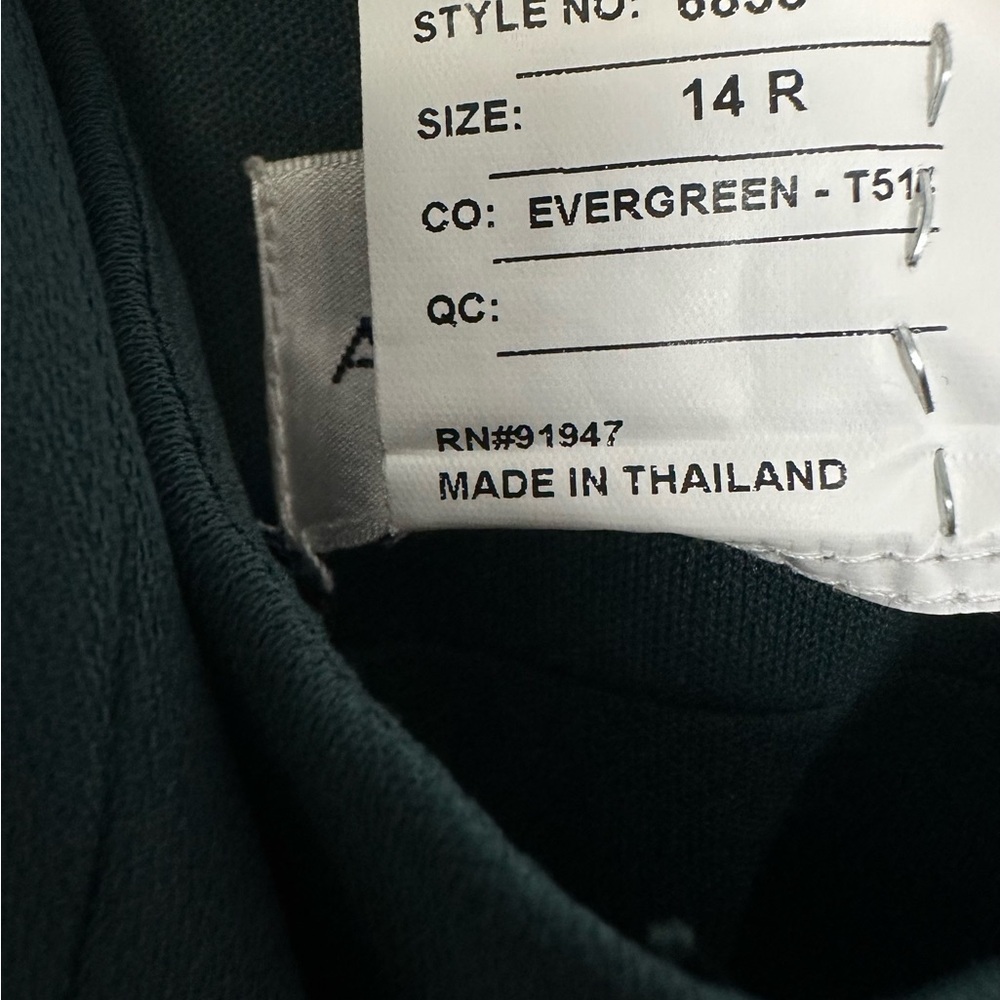 STYLE NO:
SIZE: 14 R
CO: EVERGREEN -
QC:
A
RN#91947
MADE IN THAILAND